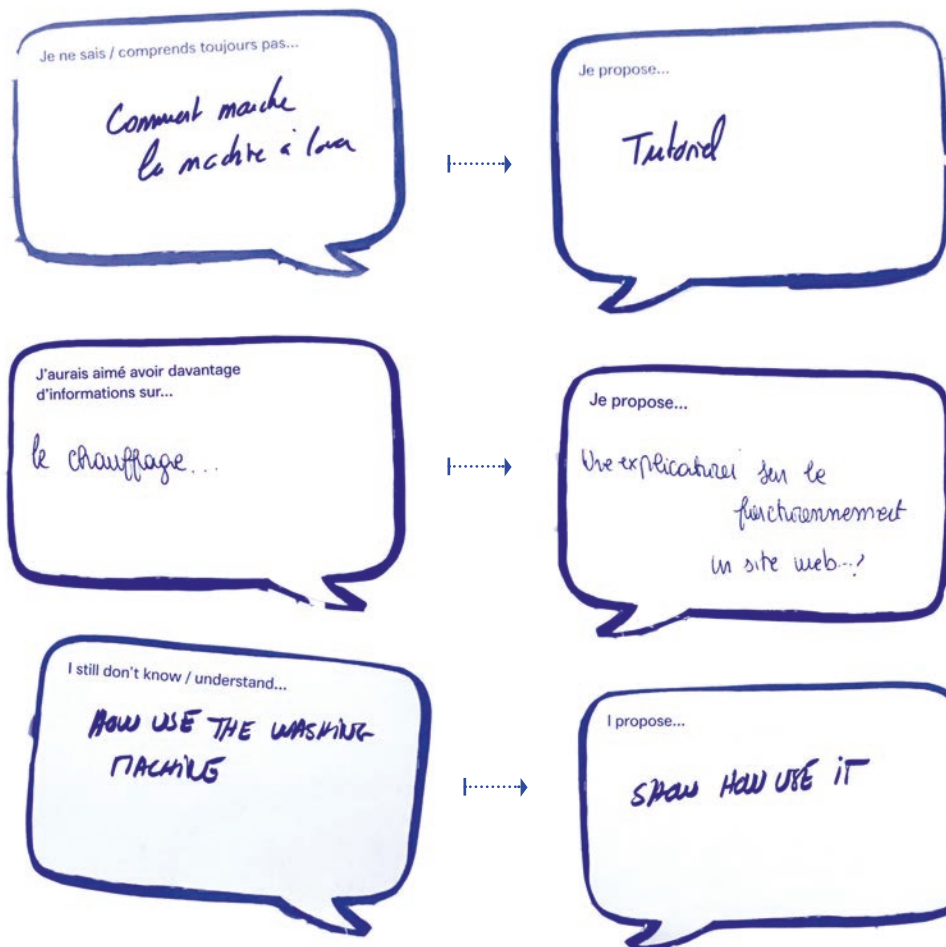 Je ne sais / comprends toujours pas...
Comment marche
la machine à laver
Je propose...
Tutoriel
J'aurais aimé avoir davantage
d'informations sur...
le chauffage...
Je propose...
Une explication sur le
fonctionnement
un site web...?
I still don't know / understand...
HOW USE THE WASHING
MACHINE
I propose...
SHOW HOW USE iT